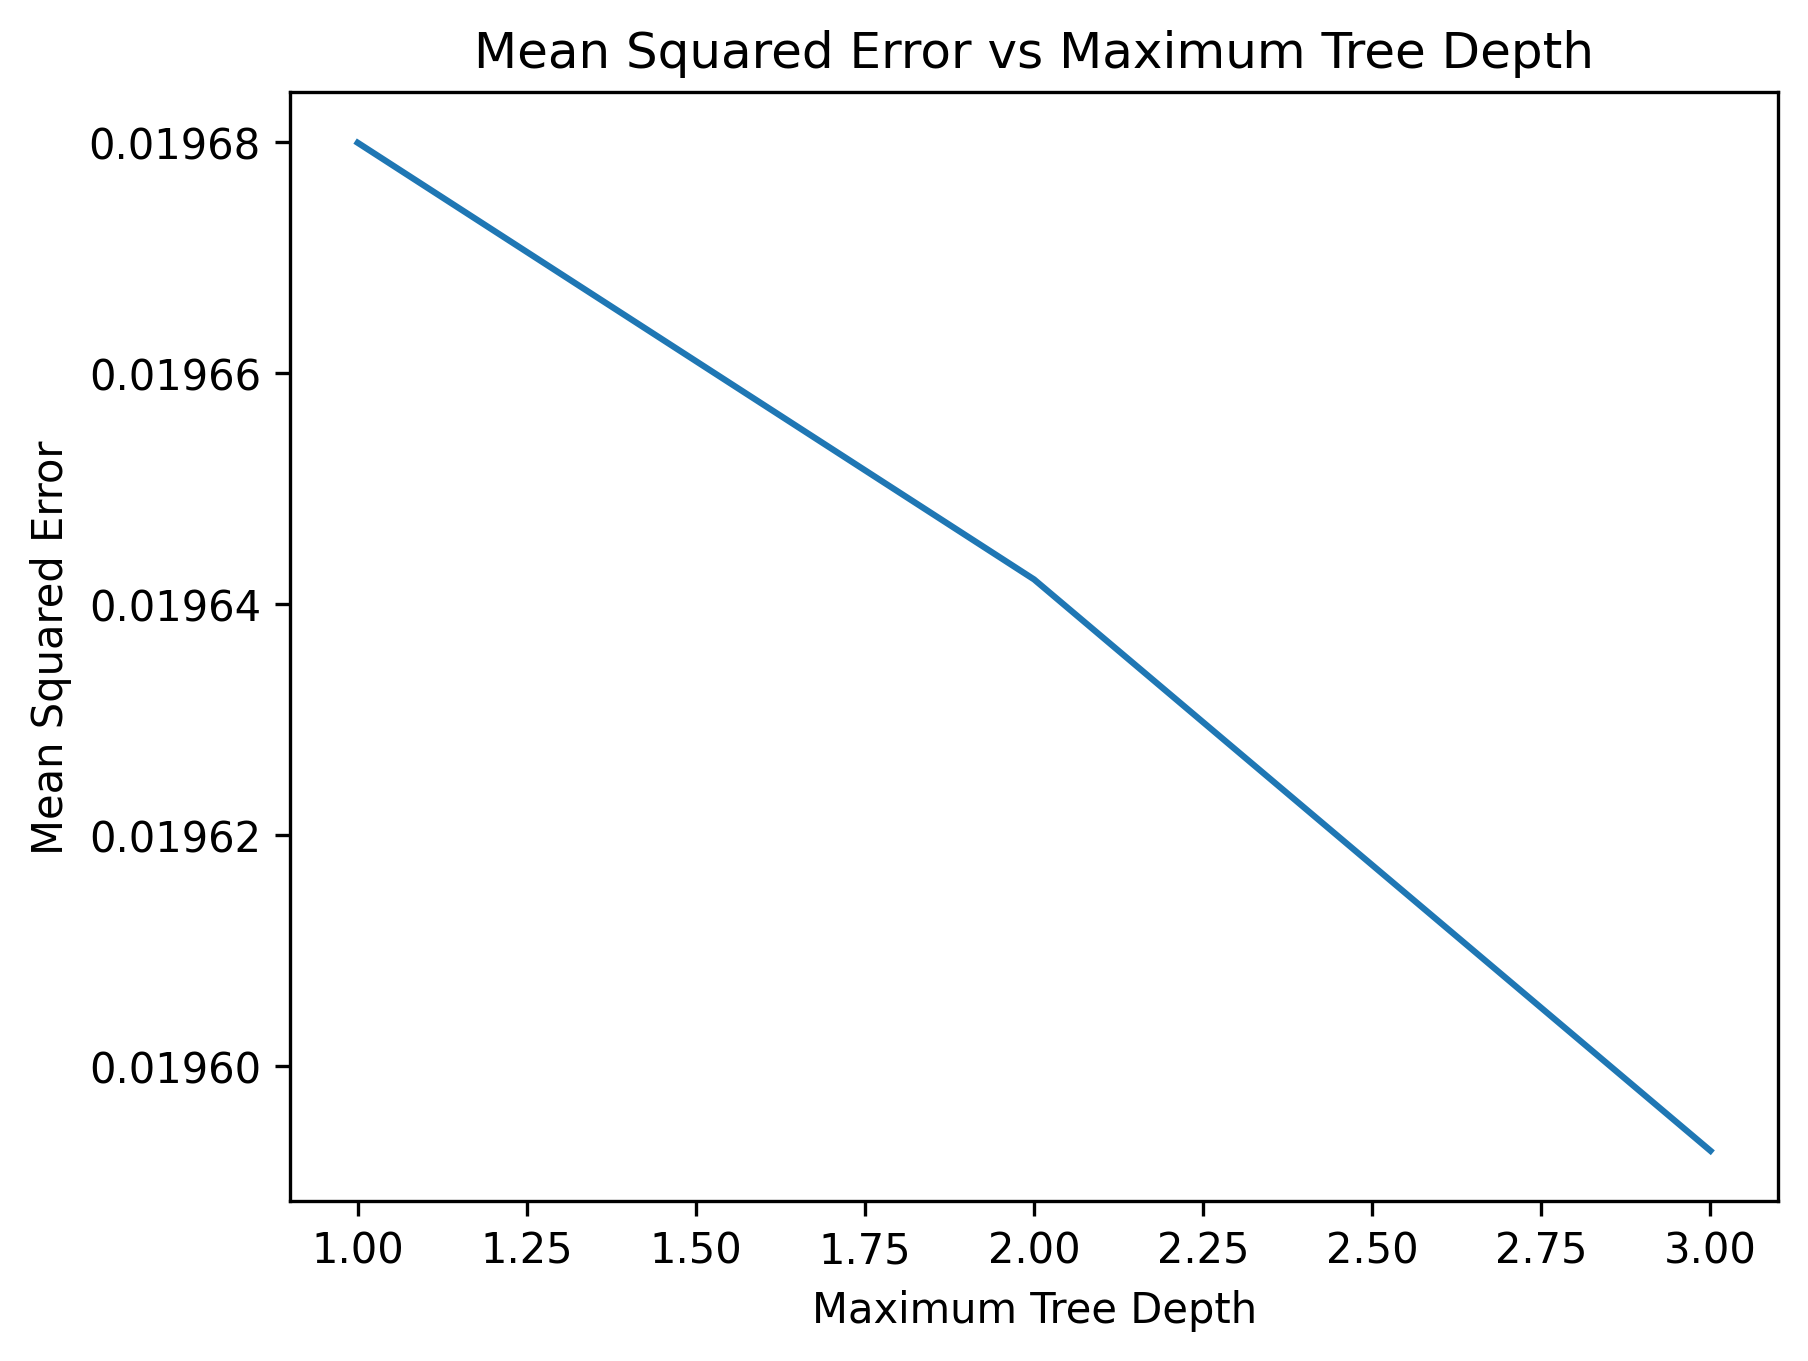 Mean Squared Error vs Maximum Tree Depth
Mean Squared Error
0.01968
0.01966
0.01964
0.01962
0.01960
1.00 1.25 1.50 1.75 2.00 2.25 2.50 2.75 3.00
Maximum Tree Depth